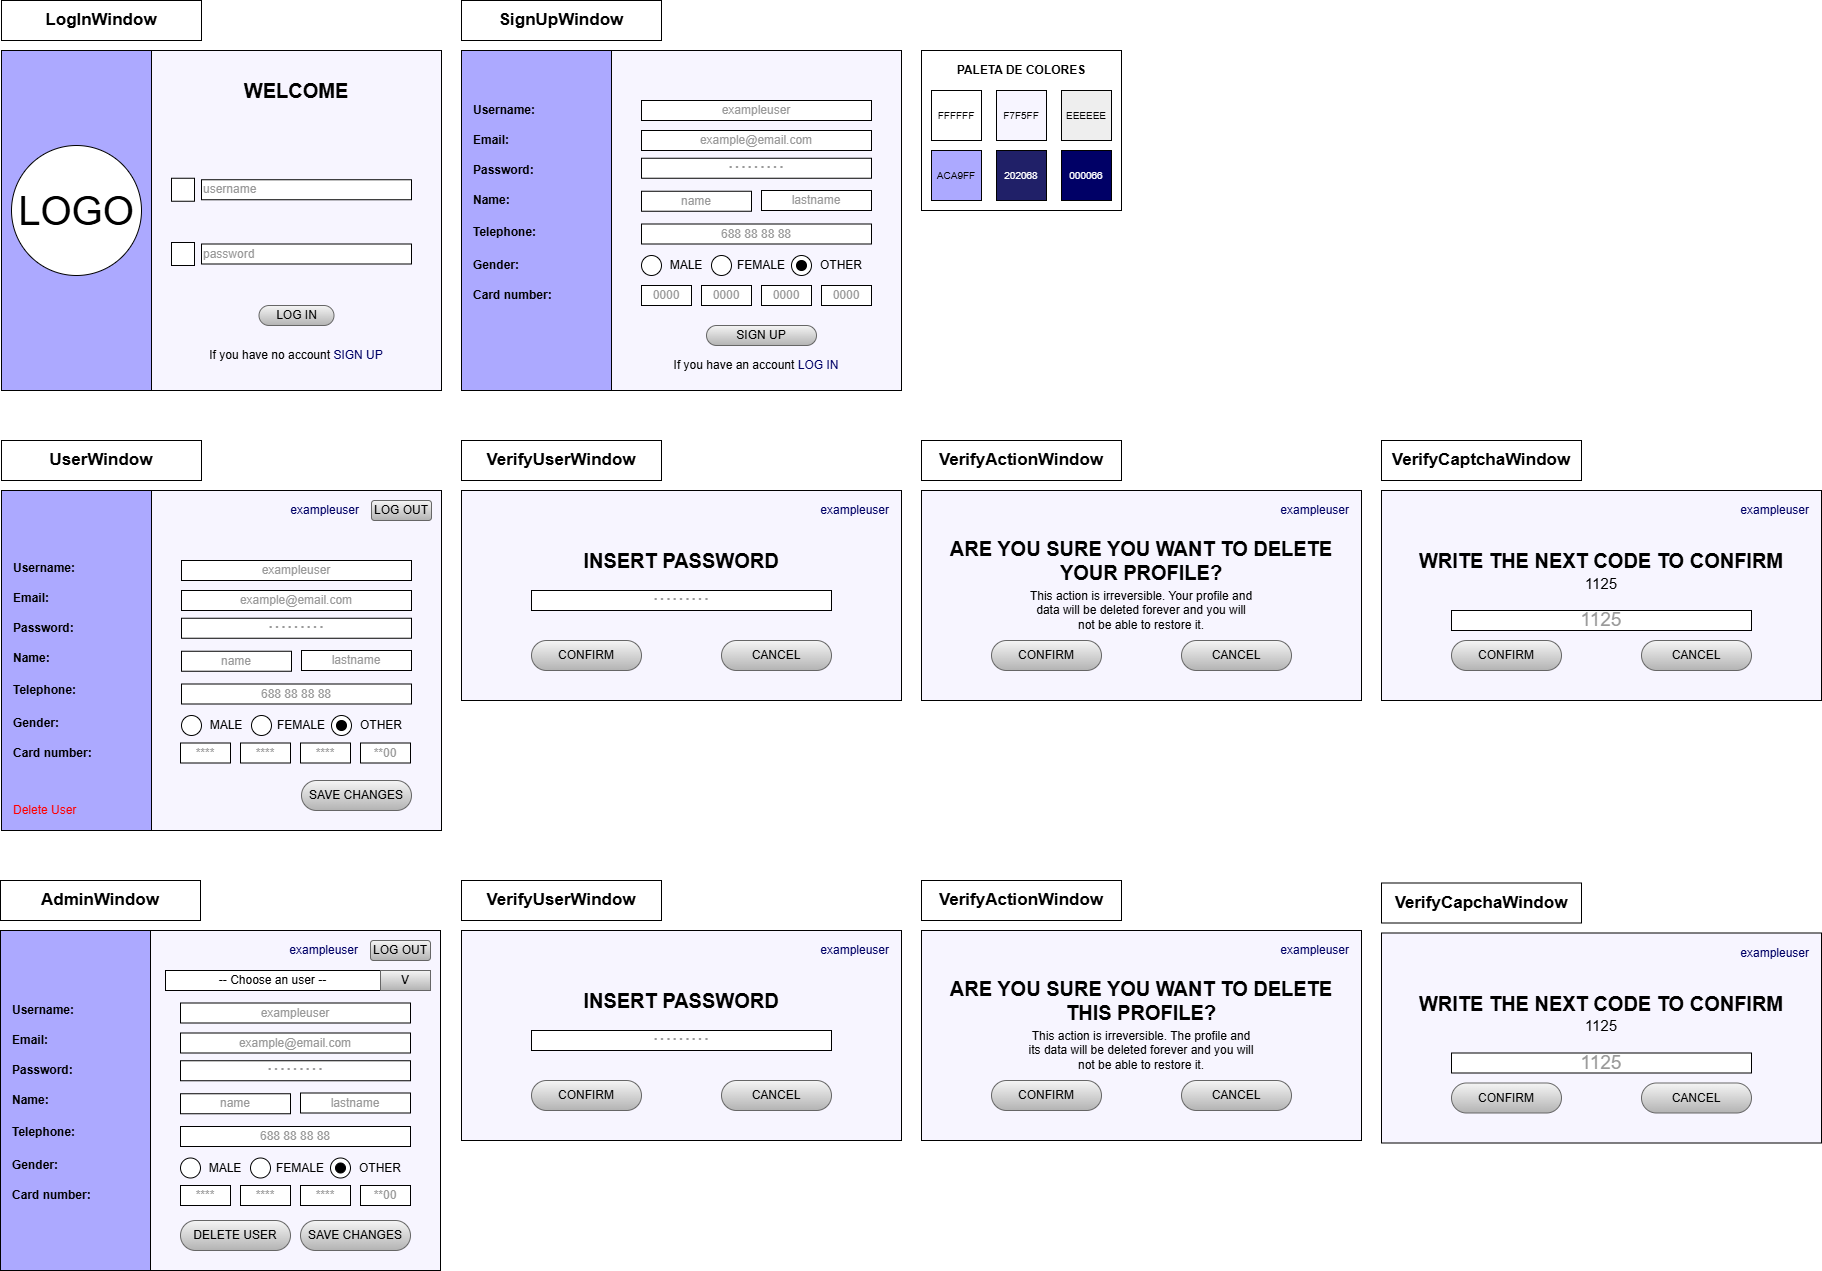 LogInWindow
WELCOME
LOGO
username
password
LOG IN
If you have no account SIGN UP
SignUpWindow
Username:
exampleuser
Email:
example@email.com
Password:
---------
Name:
name
lastname
Telephone:
688 88 88 88
Gender:
MALE
FEMALE
OTHER
Card number:
0000
0000
0000
0000
SIGN UP
If you have an account LOG IN
PALETA DE COLORES
FFFFFF
F7F5FF
EEEEEE
ACA9FF
202068
000066
UserWindow
exampleuser
LOG OUT
Username:
exampleuser
Email:
example@email.com
Password:
---------
Name:
name
lastname
Telephone:
688 88 88 88
Gender:
MALE
FEMALE
OTHER
Card number:
****
****
****
**00
SAVE CHANGES
Delete User
VerifyUserWindow
exampleuser
INSERT PASSWORD
---------
CONFIRM
CANCEL
VerifyActionWindow
exampleuser
ARE YOU SURE YOU WANT TO DELETE
YOUR PROFILE?
This action is irreversible. Your profile and
data will be deleted forever and you will
not be able to restore it.
CONFIRM
CANCEL
VerifyCaptchaWindow
exampleuser
WRITE THE NEXT CODE TO CONFIRM
1125
1125
CONFIRM
CANCEL
AdminWindow
exampleuser
LOG OUT
-- Choose an user --
V
Username:
exampleuser
Email:
example@email.com
Password:
---------
Name:
name
lastname
Telephone:
688 88 88 88
Gender:
MALE
FEMALE
OTHER
Card number:
****
****
****
**00
DELETE USER
SAVE CHANGES
VerifyUserWindow
exampleuser
INSERT PASSWORD
---------
CONFIRM
CANCEL
VerifyActionWindow
exampleuser
ARE YOU SURE YOU WANT TO DELETE
THIS PROFILE?
This action is irreversible. The profile and
its data will be deleted forever and you will
not be able to restore it.
CONFIRM
CANCEL
VerifyCapchaWindow
exampleuser
WRITE THE NEXT CODE TO CONFIRM
1125
1125
CONFIRM
CANCEL